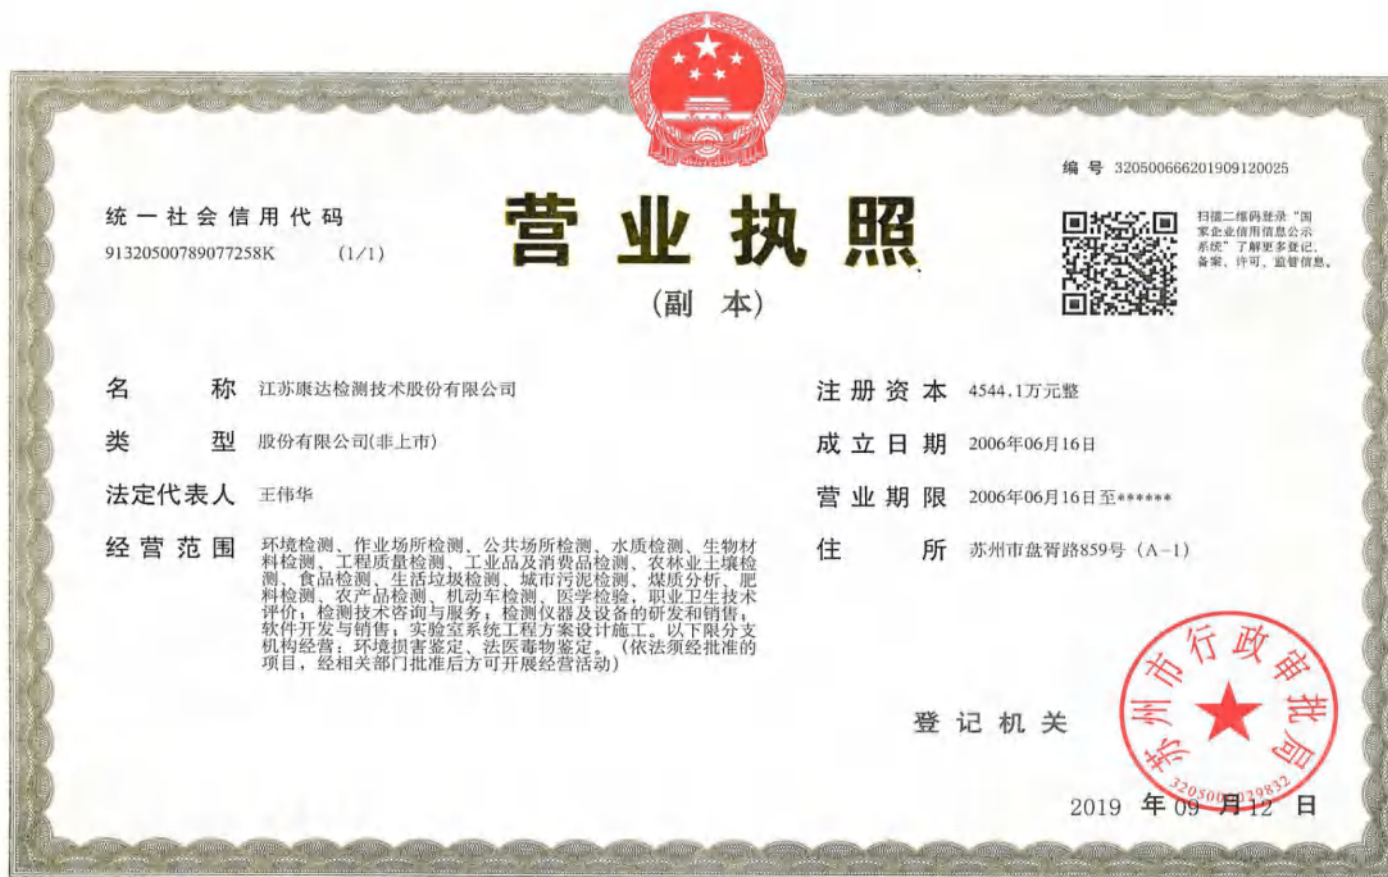 编 号 320500666201909120025
统一社会信用代码
91320500789077258K (1/1)
营业执照
(副 本)
扫描二维码登录“国
家企业信用信息公示
系统”了解更多登记、
备案、许可、监管信息。
名 称 江苏康达检测技术股份有限公司
类 型 股份有限公司(非上市)
法定代表人 王伟华
经营范围 环境检测、作业场所检测、公共场所检测、水质检测、生物材
料检测、工程质量检测、工业品及消费品检测、农林业土壤检
测、食品检测、生活垃圾检测、城市污泥检测、煤质分析、肥
料检测、农产品检测、机动车检测、医学检验，职业卫生技术
评价；检测技术咨询与服务；检测仪器及设备的研发和销售；
软件开发与销售；实验室系统工程方案设计施工。以下限分支
机构经营：环境损害鉴定、法医毒物鉴定。（依法须经批准的
项目，经相关部门批准后方可开展经营活动）
注册资本 4544.1万元整
成立日期 2006年06月16日
营业期限 2006年06月16日至******
住 所 苏州市盘胥路859号（A-1）
登记机关
苏州市行政审批局
3205000029832
2019 年 09 月 12 日